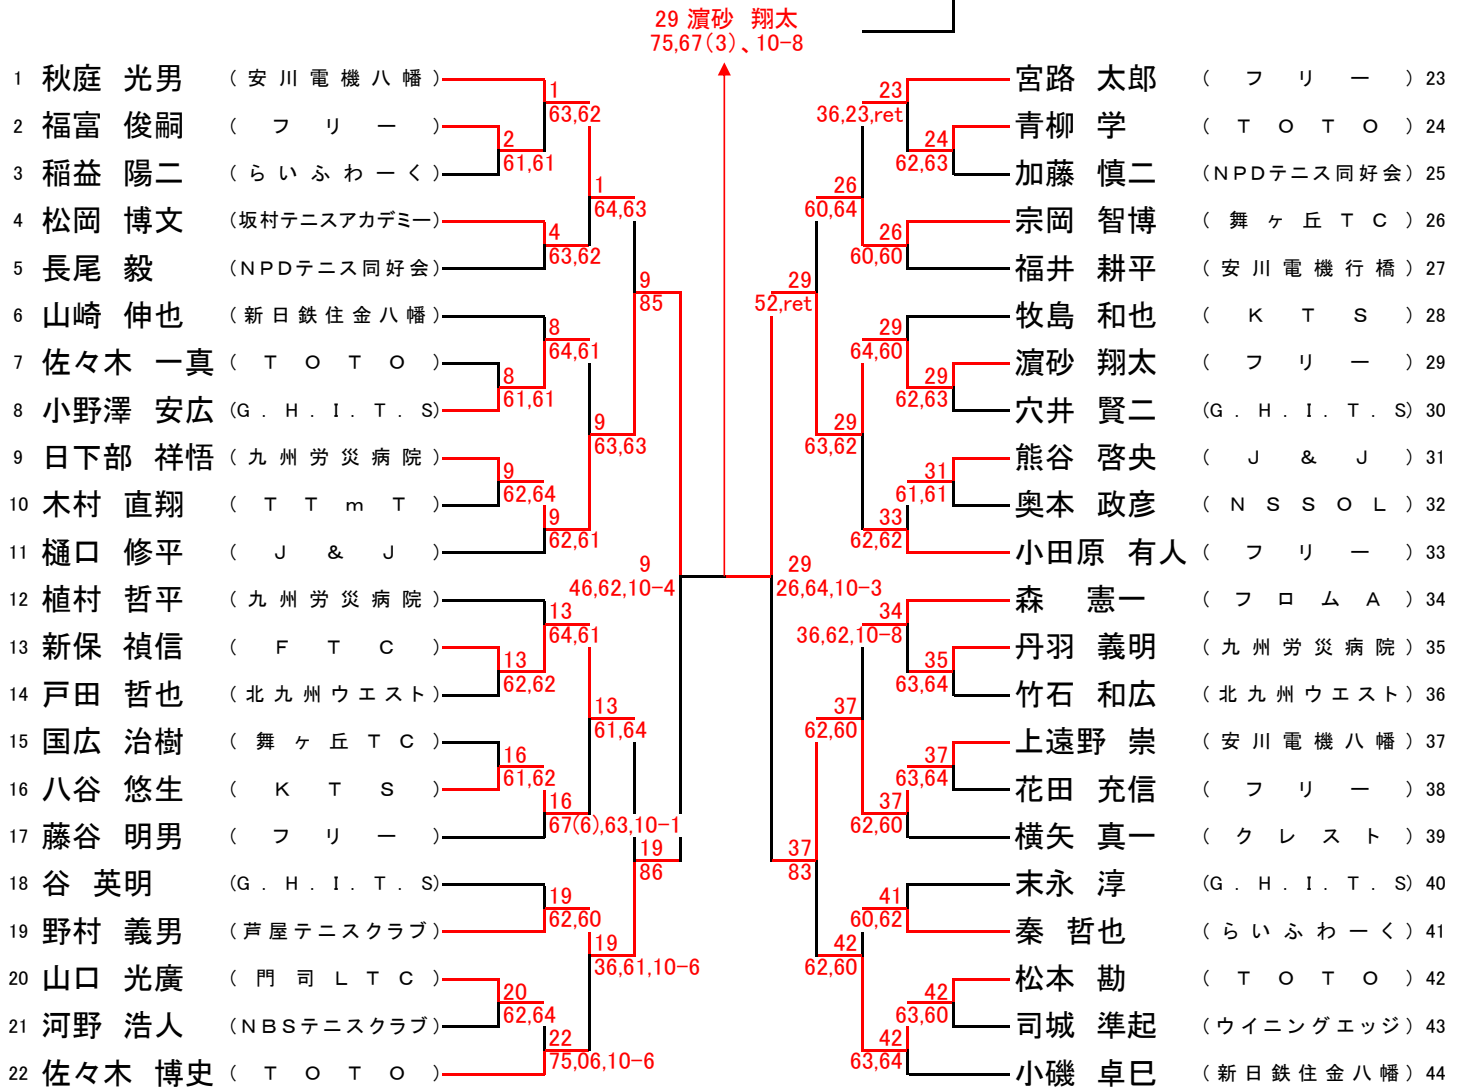 29 濵砂 翔太
75,67(3)、10-8
1 秋庭 光男 (安川電機八幡)
2 福富 俊嗣 (フリー)
3 稲益 陽二 (らいふわーく)
4 松岡 博文 (坂村テニスアカデミー)
5 長尾 毅 (NPDテニス同好会)
6 山崎 伸也 (新日鉄住金八幡)
7 佐々木 一真 (TOTO)
8 小野澤 安広 (G.H.I.T.S)
9 日下部 祥悟 (九州労災病院)
10 木村 直翔 (TTmT)
11 樋口 修平 (J&J)
12 植村 哲平 (九州労災病院)
13 新保 禎信 (FTC)
14 戸田 哲也 (北九州ウエスト)
15 国広 治樹 (舞ヶ丘TC)
16 八谷 悠生 (KTS)
17 藤谷 明男 (フリー)
18 谷 英明 (G.H.I.T.S)
19 野村 義男 (芦屋テニスクラブ)
20 山口 光廣 (門司LTC)
21 河野 浩人 (NBSテニスクラブ)
22 佐々木 博史 (TOTO)
1
63,62
2
61,61
1
64,63
4
63,62
9
85
8
64,61
8
61,61
9
63,63
9
62,64
9
62,61
9
46,62,10-4
13
64,61
13
62,62
13
61,64
16
61,62
16
67(6),63,10-1
19
86
19
62,60
19
36,61,10-6
20
62,64
22
75,06,10-6
23
36,23,ret
24
62,63
26
60,64
26
60,60
29
52,ret
29
64,60
29
62,63
29
63,62
31
61,61
33
62,62
29
26,64,10-3
34
36,62,10-8
35
63,64
37
62,60
37
63,64
37
62,60
37
83
41
60,62
42
62,60
42
63,60
42
63,64
宮路 太郎 (フリー) 23
青柳 学 (TOTO) 24
加藤 慎二 (NPDテニス同好会) 25
宗岡 智博 (舞ヶ丘TC) 26
福井 耕平 (安川電機行橋) 27
牧島 和也 (KTS) 28
濵砂 翔太 (フリー) 29
穴井 賢二 (G.H.I.T.S) 30
熊谷 啓央 (J&J) 31
奥本 政彦 (NSSOL) 32
小田原 有人 (フリー) 33
森 憲一 (フロムA) 34
丹羽 義明 (九州労災病院) 35
竹石 和広 (北九州ウエスト) 36
上遠野 崇 (安川電機八幡) 37
花田 充信 (フリー) 38
横矢 真一 (クレスト) 39
末永 淳 (G.H.I.T.S) 40
秦 哲也 (らいふわーく) 41
松本 勘 (TOTO) 42
司城 準起 (ウイニングエッジ) 43
小磯 卓巳 (新日鉄住金八幡) 44